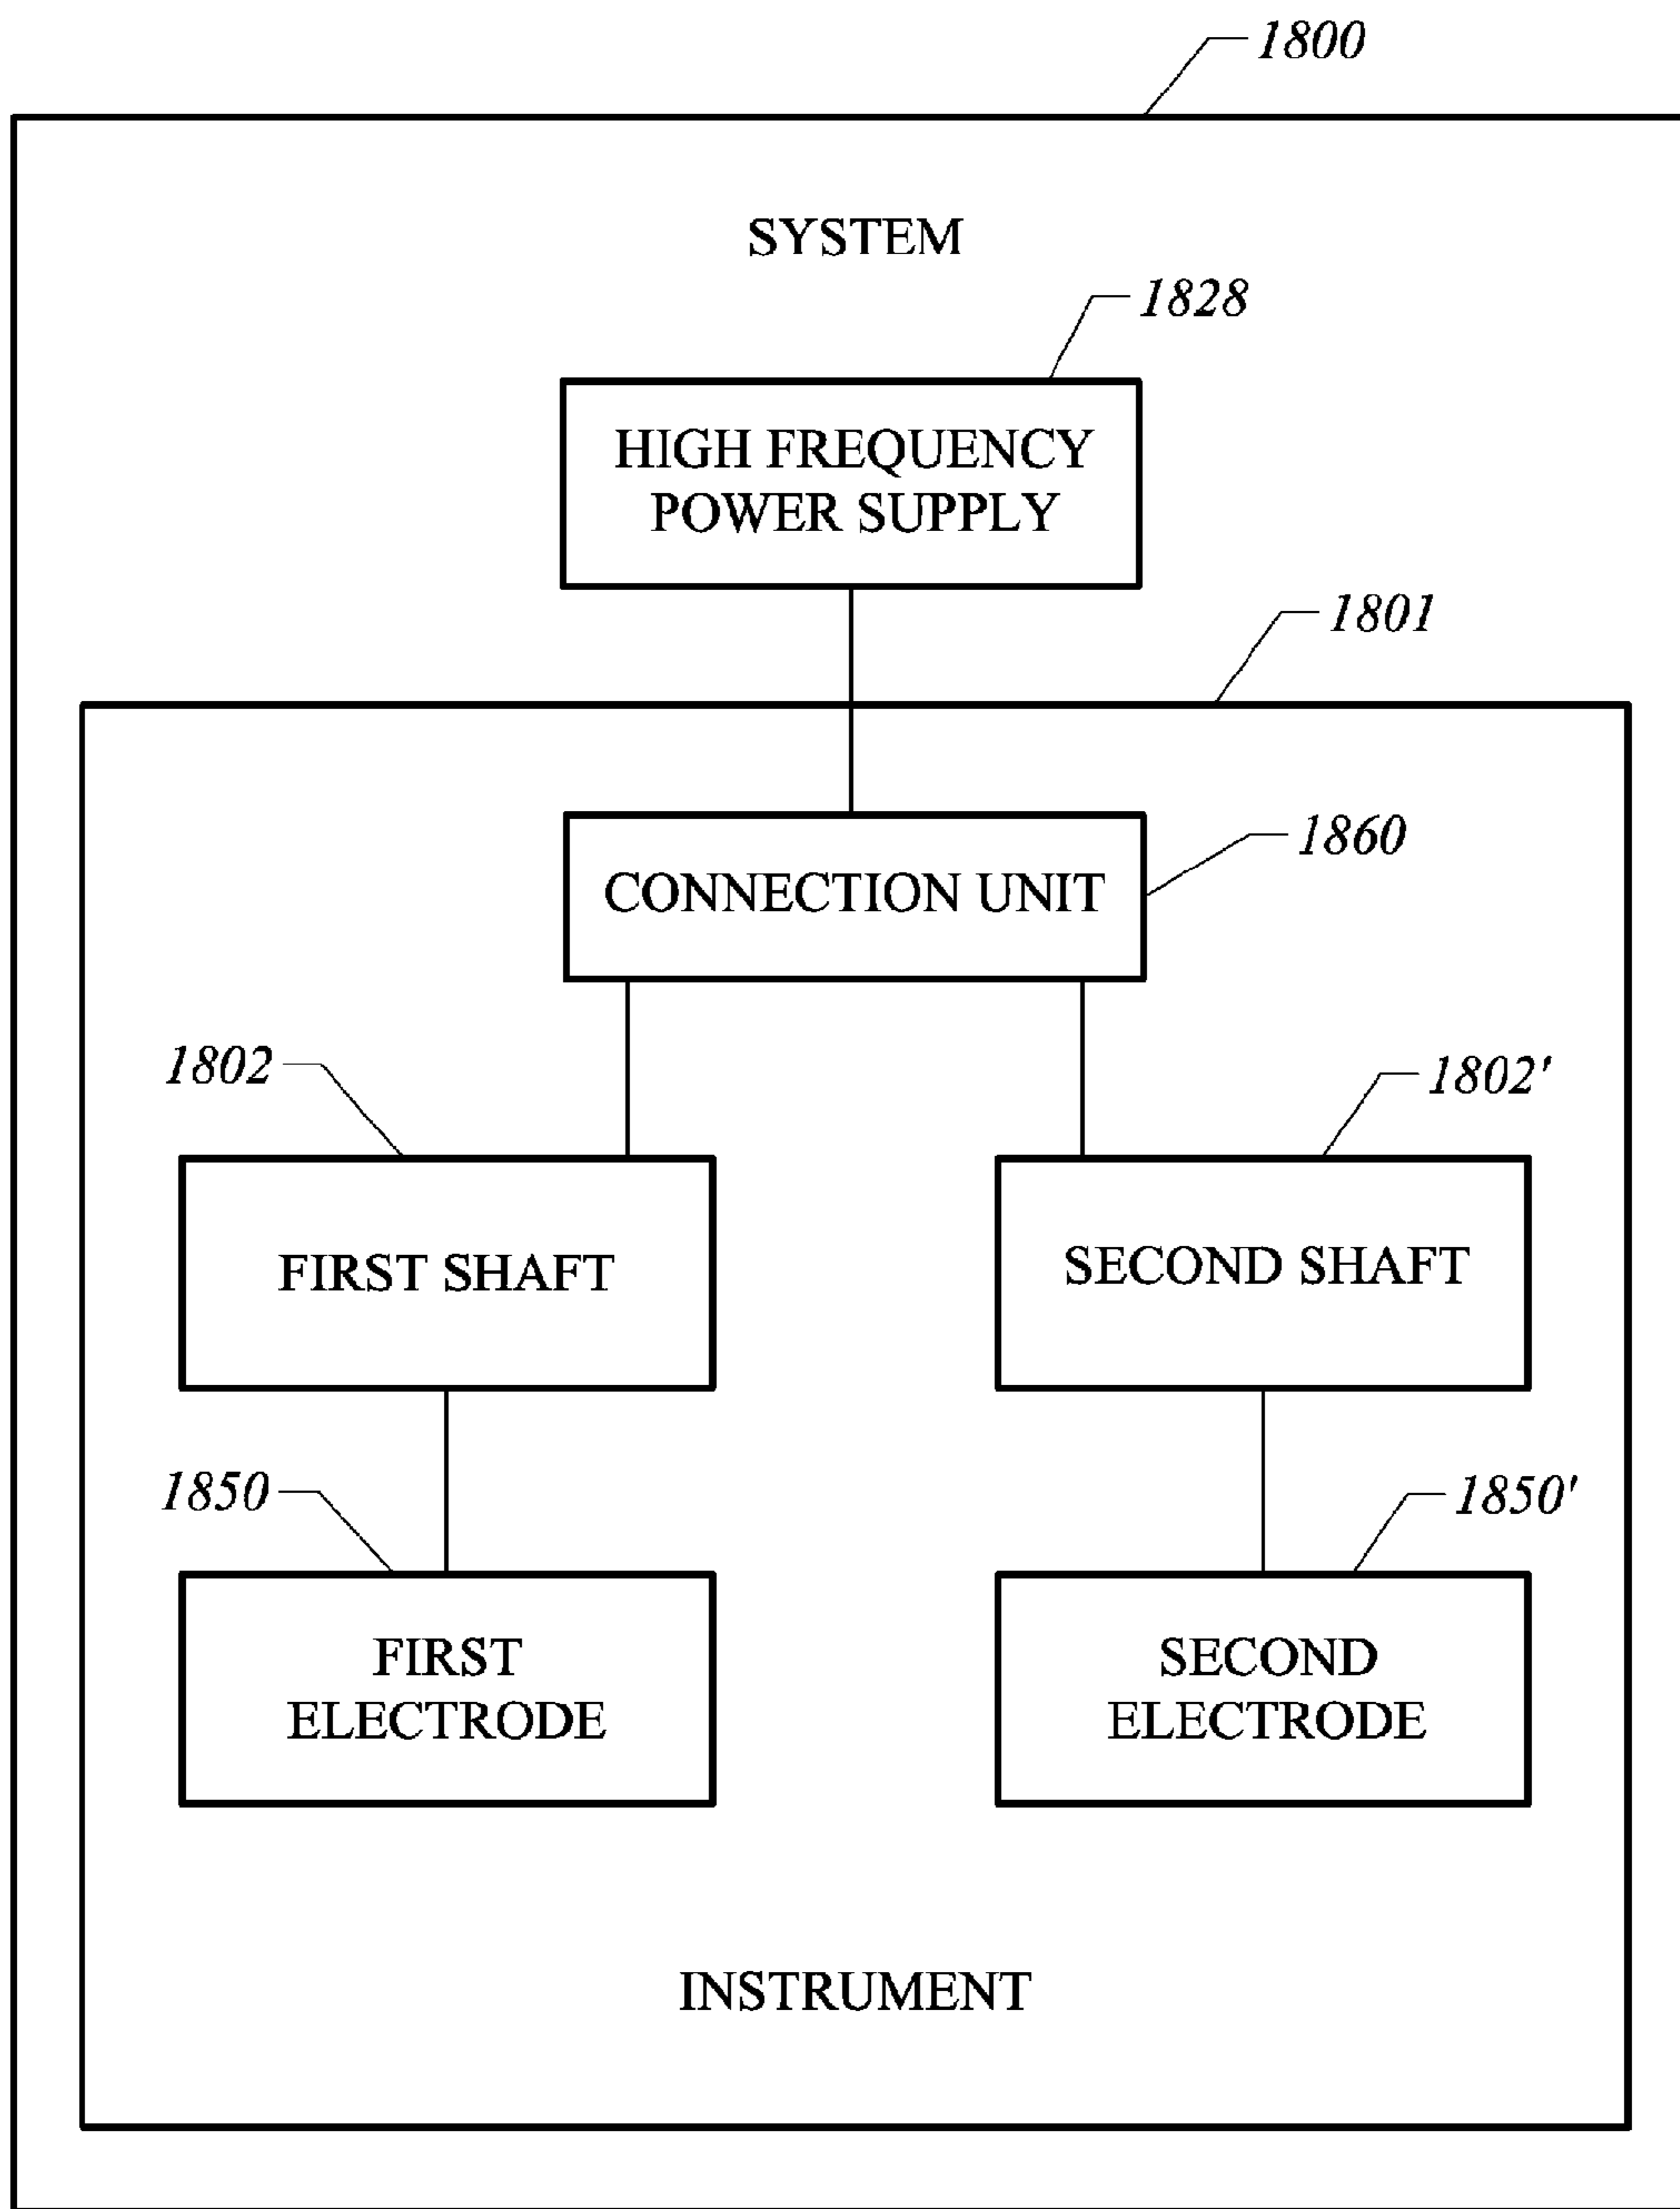 1800
SYSTEM
1828
HIGH FREQUENCY
POWER SUPPLY
1801
1860
CONNECTION UNIT
1802
1802'
FIRST SHAFT
SECOND SHAFT
1850
1850'
FIRST
ELECTRODE
SECOND
ELECTRODE
INSTRUMENT